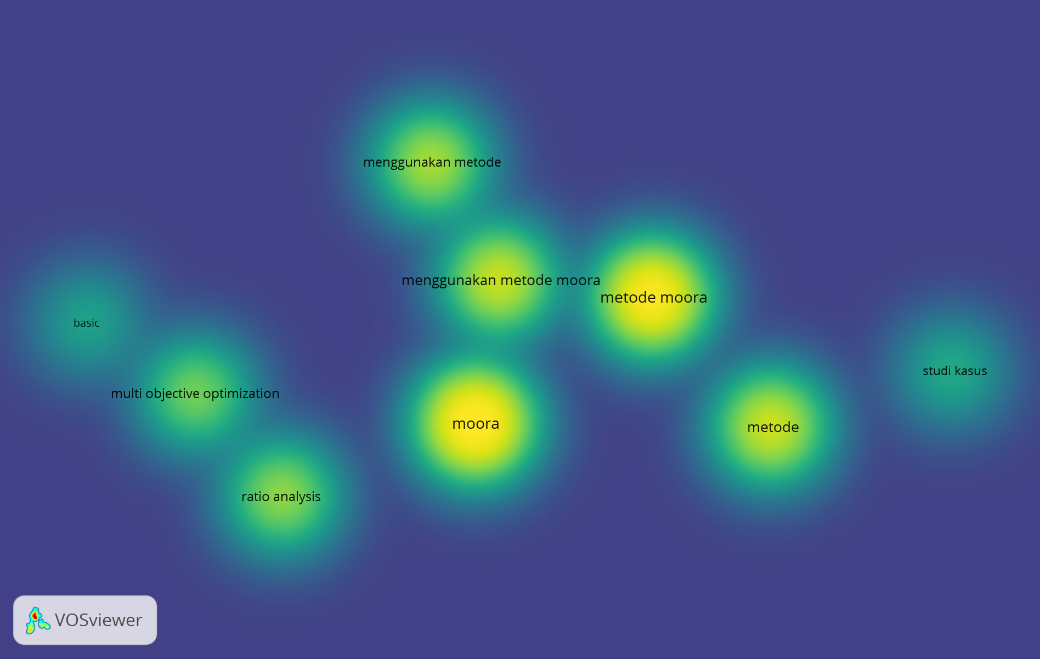 menggunakan metode
menggunakan metode moora
metode moora
basic
studi kasus
multi objective optimization
moora
metode
ratio analysis
VOSviewer